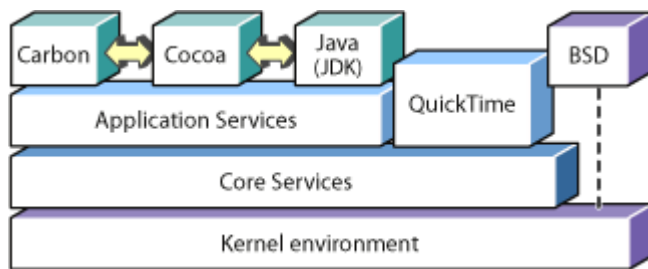 Carbon
Cocoa
Java
(JDK)
BSD
QuickTime
Application Services
Core Services
Kernel environment